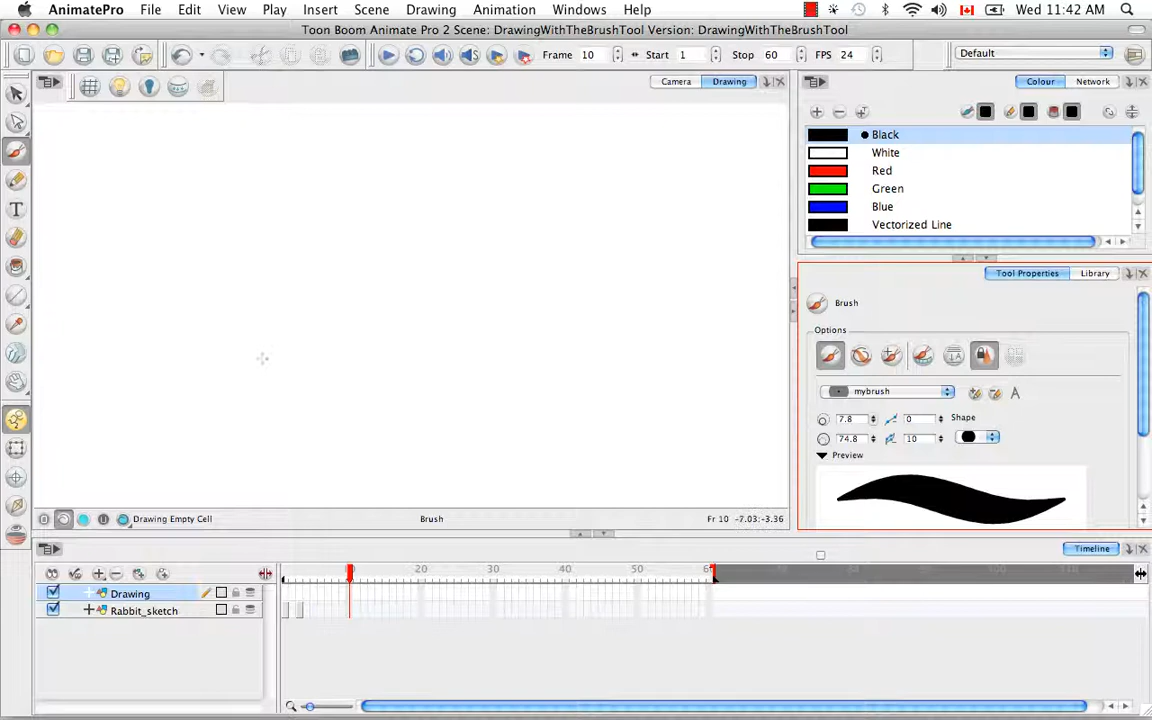 AnimatePro File Edit View Play Insert Scene Drawing Animation Windows Help Wed 11:42 AM
Toon Boom Animate Pro 2 Scene: DrawingWithTheBrushTool Version: DrawingWithTheBrushTool
Frame 10 Start 1 Stop 60 FPS 24 Default
Camera Drawing Colour Network
Black
White
Red
Green
Blue
Vectorized Line
Tool Properties Library
Brush
Options
mybrush
7.8 0 Shape
74.8 10
Preview
Drawing Empty Cell Brush Fr 10 -7.03:-3.36
Timeline
20 30 40 50
Drawing
Rabbit_sketch